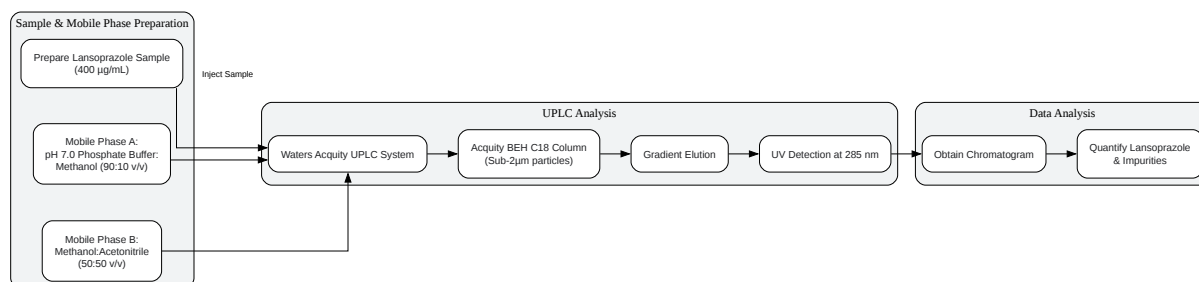 Sample & Mobile Phase Preparation
Prepare Lansoprazole Sample
(400 µg/mL)
Inject Sample
Mobile Phase A:
pH 7.0 Phosphate Buffer:
Methanol (90:10 v/v)
Mobile Phase B:
Methanol:Acetonitrile
(50:50 v/v)
UPLC Analysis
Waters Acquity UPLC System
Acquity BEH C18 Column
(Sub-2µm particles)
Gradient Elution
UV Detection at 285 nm
Data Analysis
Obtain Chromatogram
Quantify Lansoprazole
& Impurities